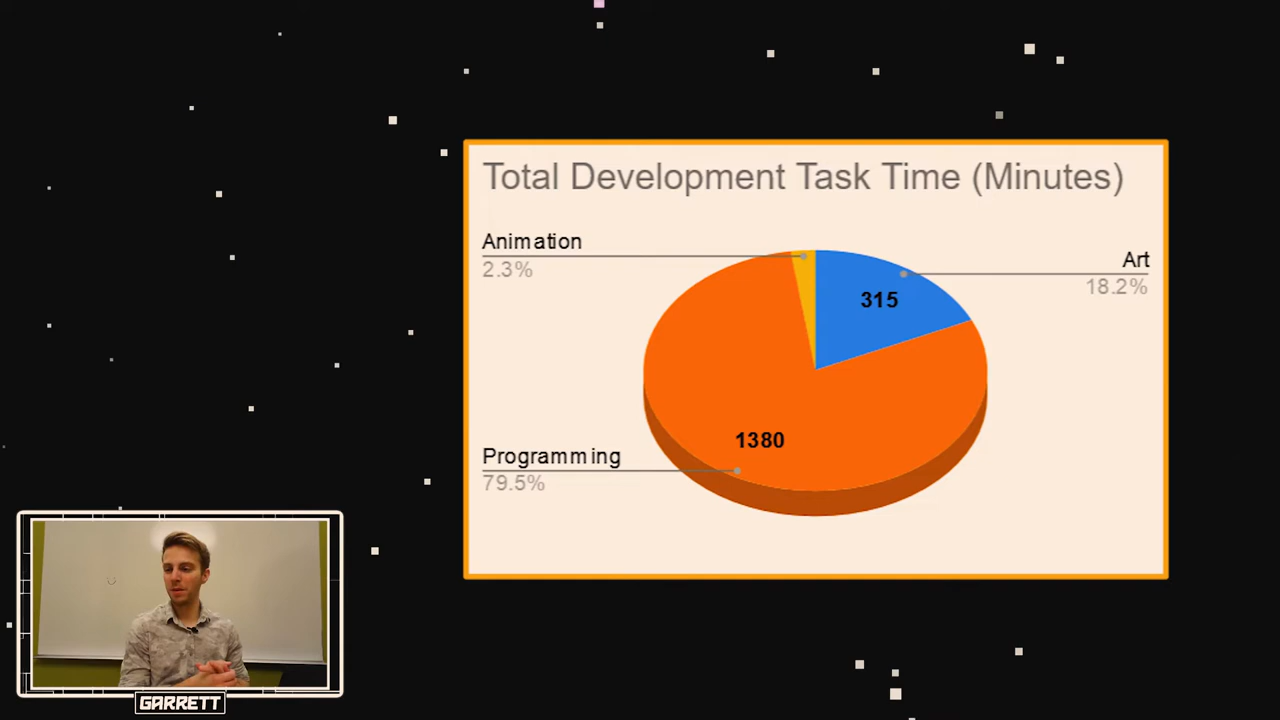 Total Development Task Time (Minutes)
Animation
2.3%
Art
18.2%
315
1380
Programming
79.5%
GARRETT